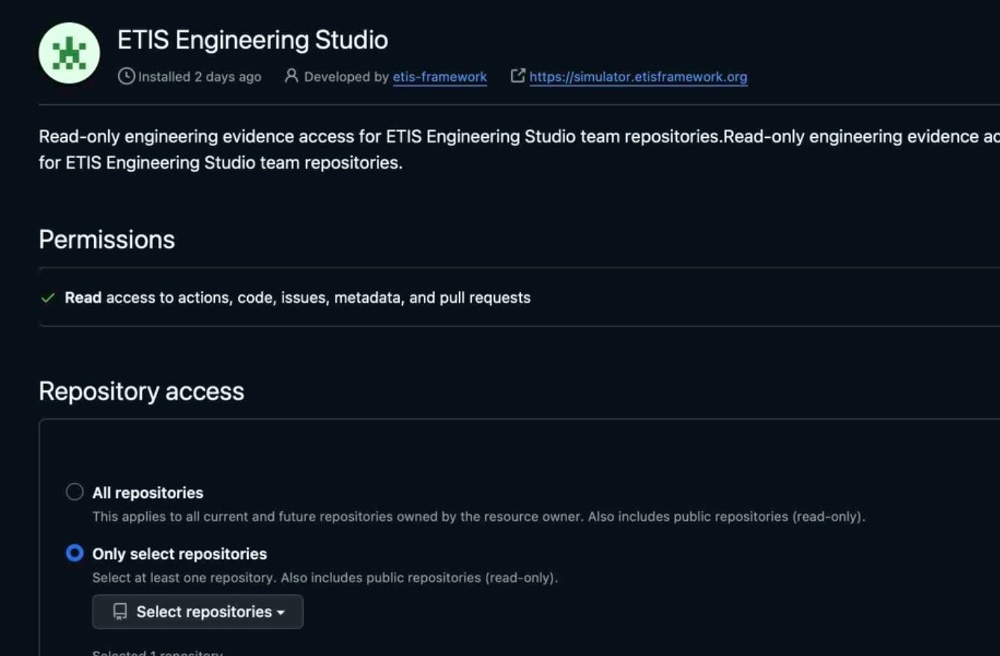 ETIS Engineering Studio
Installed 2 days ago Developed by etis-framework https://simulator.etisframework.org
Read-only engineering evidence access for ETIS Engineering Studio team repositories.Read-only engineering evidence
for ETIS Engineering Studio team repositories.
Permissions
Read access to actions, code, issues, metadata, and pull requests
Repository access
All repositories
This applies to all current and future repositories owned by the resource owner. Also includes public repositories (read-only).
Only select repositories
Select at least one repository. Also includes public repositories (read-only).
Select repositories
Selected 1 repository